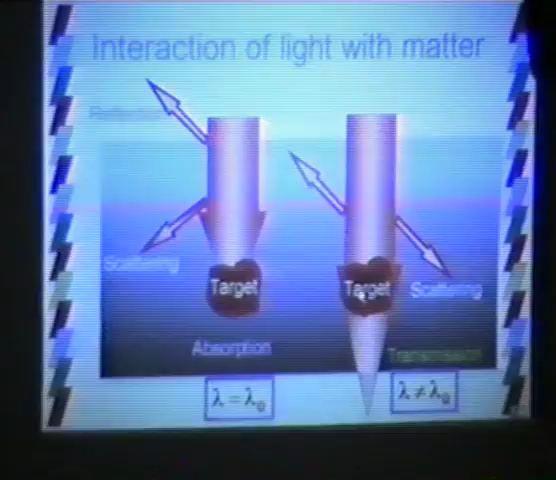 Interaction of light with matter
Reflection
Scattering
Target
Target
Scattering
Absorption
Transmission
λ = λ₀
λ ≠ λ₀